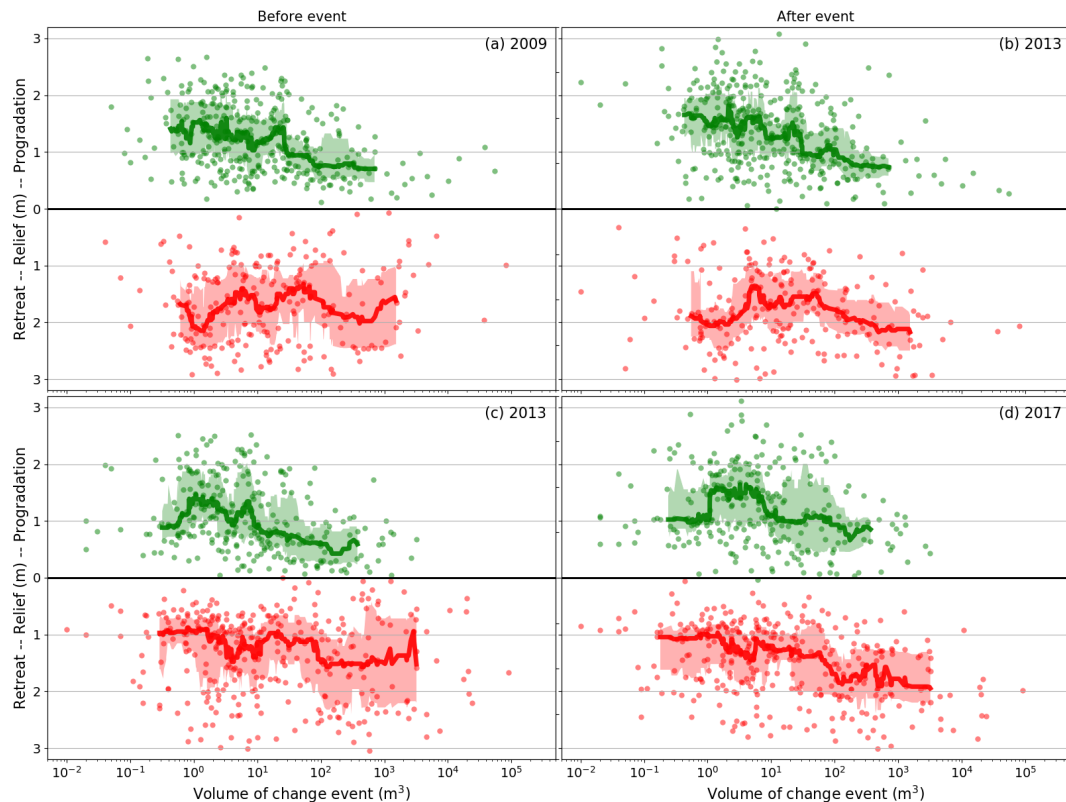 Before event
After event
(a) 2009
(b) 2013
Retreat -- Relief (m) -- Progradation
3
2
1
0
1
2
3
(c) 2013
(d) 2017
Retreat -- Relief (m) -- Progradation
3
2
1
0
1
2
3
10⁻² 10⁻¹ 10⁰ 10¹ 10² 10³ 10⁴ 10⁵
10⁻² 10⁻¹ 10⁰ 10¹ 10² 10³ 10⁴ 10⁵
Volume of change event (m³)
Volume of change event (m³)